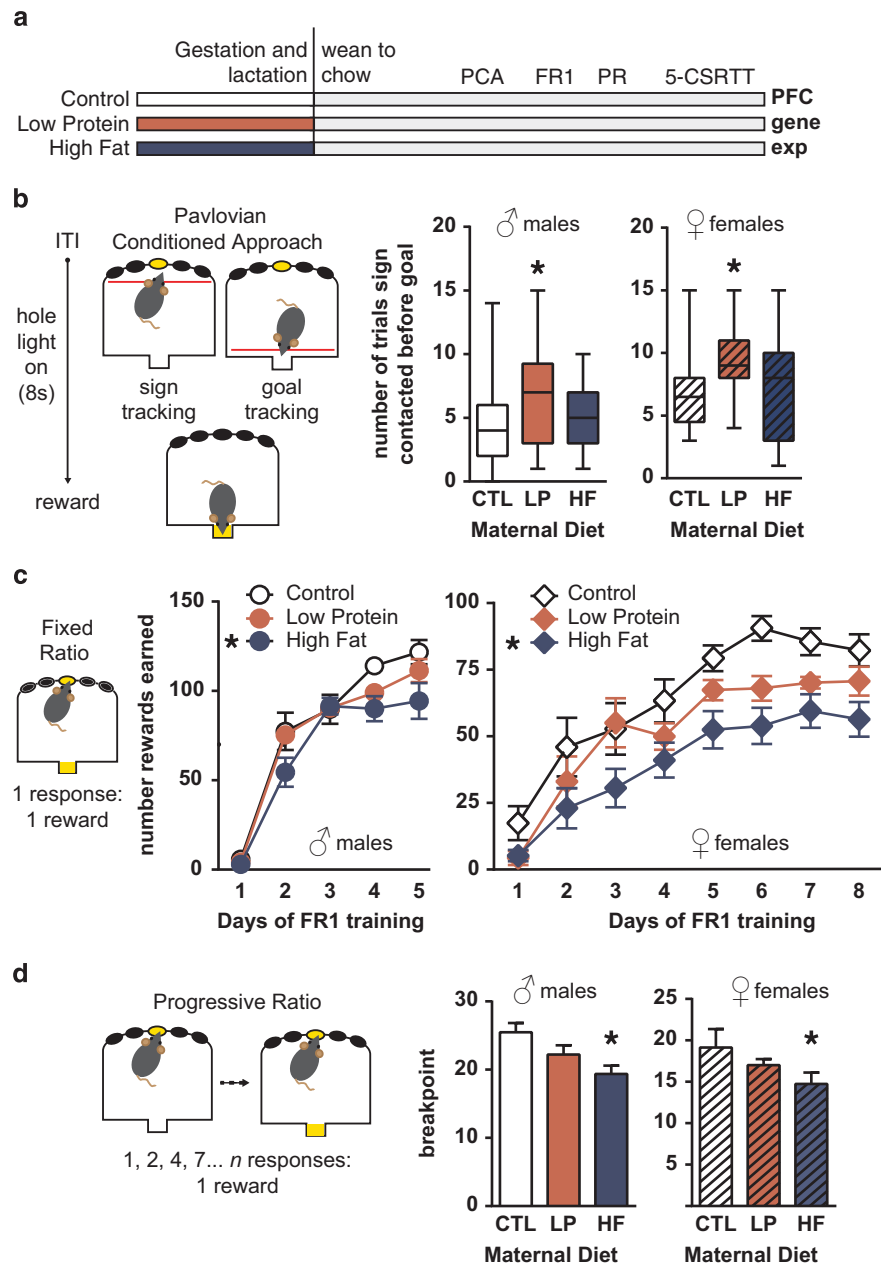 a
Gestation and lactation
wean to chow
PCA FR1 PR 5-CSRTT
Control
Low Protein
High Fat
PFC
gene
exp
b
ITI
hole
light
on
(8s)
reward
Pavlovian
Conditioned Approach
sign
tracking
goal
tracking
number of trials sign
contacted before goal
20
15
10
5
0
♂ males
*
CTL LP HF
Maternal Diet
20
15
10
5
0
♀ females
*
CTL LP HF
Maternal Diet
c
Fixed
Ratio
1 response:
1 reward
number rewards earned
150
100
50
0
Control
Low Protein
* High Fat
♂ males
1 2 3 4 5
Days of FR1 training
100
75
50
25
0
Control
Low Protein
* High Fat
♀ females
1 2 3 4 5 6 7 8
Days of FR1 training
d
Progressive Ratio
1, 2, 4, 7... n responses:
1 reward
breakpoint
30
20
10
0
♂ males
*
CTL LP HF
Maternal Diet
25
20
15
10
5
♀ females
*
CTL LP HF
Maternal Diet